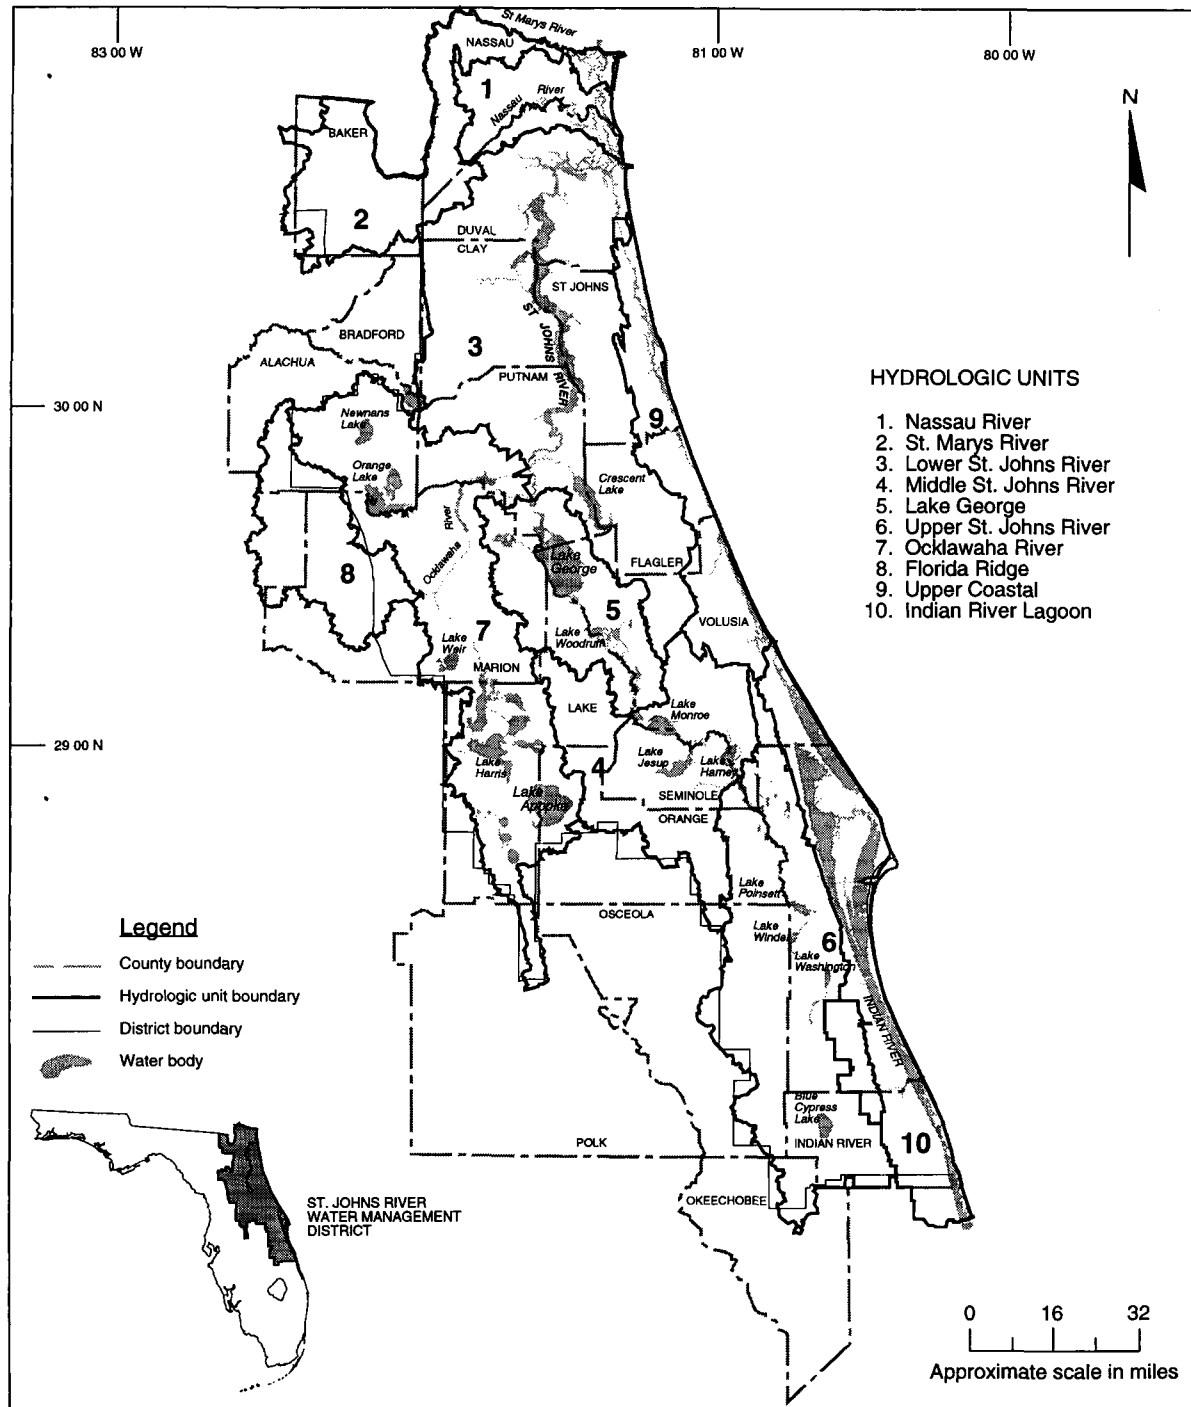 St Marys River
83 00 W
81 00 W
80 00 W
NASSAU
1
Nassau River
N
BAKER
2
DUVAL
CLAY
ST JOHNS
ST JOHNS RIVER
BRADFORD
3
ALACHUA
PUTNAM
30 00 N
Newnans
Lake
9
Orange
Lake
Crescent
Lake
Ocklawaha River
Lake
George
FLAGLER
8
5
7
VOLUSIA
Lake
Weir
Lake
Woodruff
MARION
LAKE
Lake
Monroe
29 00 N
Lake
Harris
4
Lake
Jesup
Lake
Harney
Lake
Apopka
SEMINOLE
ORANGE
Lake
Poinsett
OSCEOLA
Lake
Winder
6
Lake
Washington
INDIAN RIVER
Blue
Cypress
Lake
INDIAN RIVER
10
POLK
OKEECHOBEE
HYDROLOGIC UNITS
1. Nassau River
2. St. Marys River
3. Lower St. Johns River
4. Middle St. Johns River
5. Lake George
6. Upper St. Johns River
7. Ocklawaha River
8. Florida Ridge
9. Upper Coastal
10. Indian River Lagoon
Legend
County boundary
Hydrologic unit boundary
District boundary
Water body
ST. JOHNS RIVER
WATER MANAGEMENT
DISTRICT
0 16 32
Approximate scale in miles